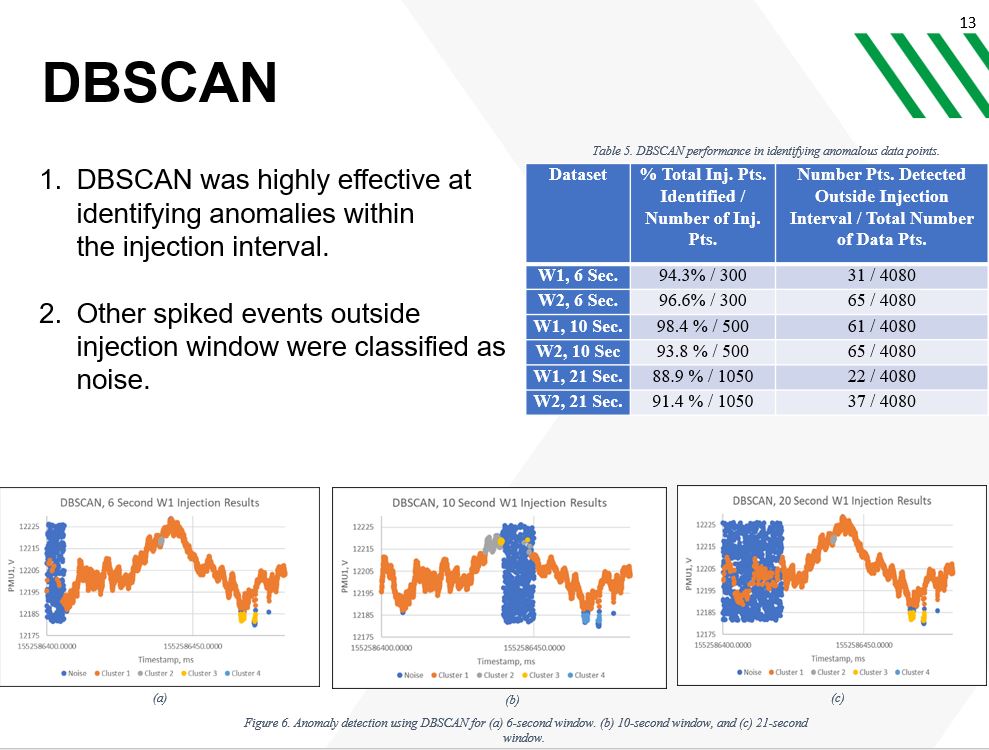 13
DBSCAN
1. DBSCAN was highly effective at
identifying anomalies within
the injection interval.
2. Other spiked events outside
injection window were classified as
noise.
Table 5. DBSCAN performance in identifying anomalous data points.
Dataset % Total Inj. Pts. Identified / Number of Inj. Pts. Number Pts. Detected Outside Injection Interval / Total Number of Data Pts.
W1, 6 Sec. 94.3% / 300 31 / 4080
W2, 6 Sec. 96.6% / 300 65 / 4080
W1, 10 Sec. 98.4 % / 500 61 / 4080
W2, 10 Sec 93.8 % / 500 65 / 4080
W1, 21 Sec. 88.9 % / 1050 22 / 4080
W2, 21 Sec. 91.4 % / 1050 37 / 4080
DBSCAN, 6 Second W1 Injection Results
PMU1, V
12225
12215
12205
12195
12185
12175
1552586400.0000 1552586450.0000
Timestamp, ms
Noise Cluster 1 Cluster 2 Cluster 3 Cluster 4
(a)
DBSCAN, 10 Second W1 Injection Results
PMU1, V
12225
12215
12205
12195
12185
12175
1552586400.0000 1552586450.0000
Timestamp, ms
Noise Cluster 1 Cluster 2 Cluster 3 Cluster 4
(b)
DBSCAN, 20 Second W1 Injection Results
PMU1, V
12225
12215
12205
12195
12185
12175
1552586400.0000 1552586450.0000
Timestamp, ms
Noise Cluster 1 Cluster 2 Cluster 3 Cluster 4
(c)
Figure 6. Anomaly detection using DBSCAN for (a) 6-second window. (b) 10-second window, and (c) 21-second
window.